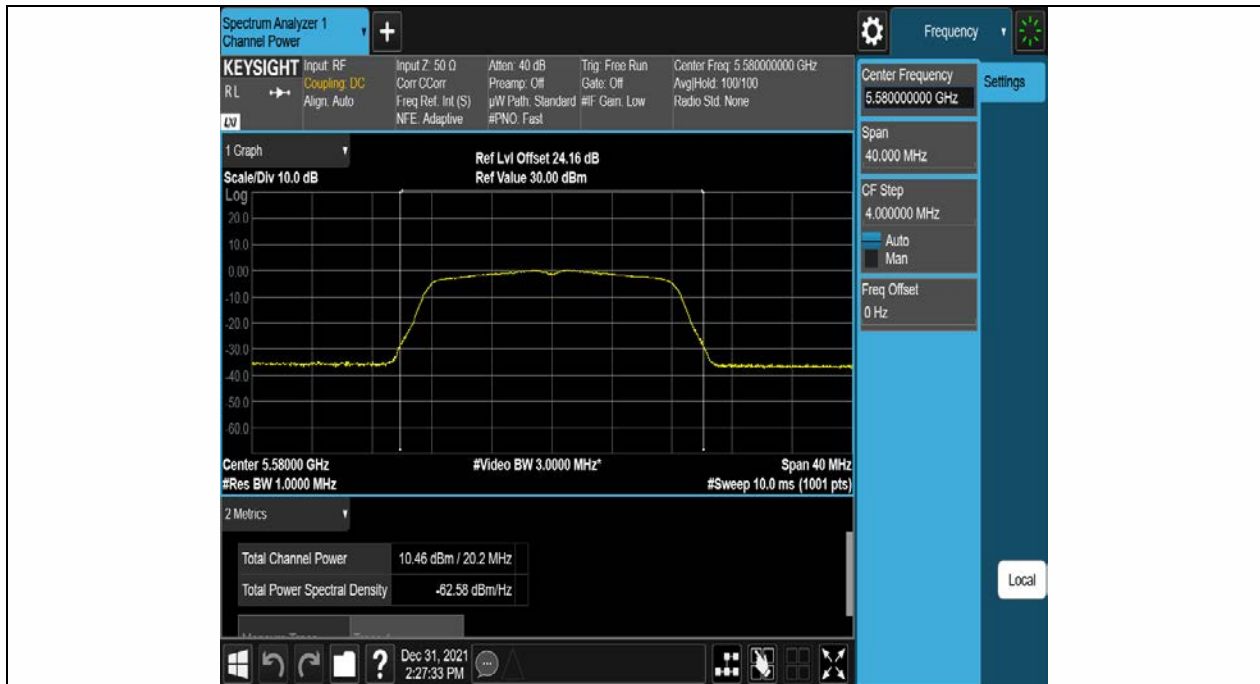 Spectrum Analyzer 1
Channel Power
+
Frequency
KEYSIGHT
Input: RF
Coupling: DC
Align: Auto
Input Z: 50 Ω
Corr CCorr
Freq Ref: Int (S)
NFE: Adaptive
Atten: 40 dB
Preamp: Off
µW Path: Standard
#PNO: Fast
Trig: Free Run
Gate: Off
#IF Gain: Low
Center Freq: 5.580000000 GHz
Avg|Hold: 100/100
Radio Std: None
R L
LXI
Center Frequency
5.580000000 GHz
Settings
Span
40.000 MHz
CF Step
4.000000 MHz
Auto
Man
Freq Offset
0 Hz
Local
1 Graph
Ref Lvl Offset 24.16 dB
Scale/Div 10.0 dB
Ref Value 30.00 dBm
Log
20.0
10.0
0.00
-10.0
-20.0
-30.0
-40.0
-50.0
-60.0
Center 5.58000 GHz
#Video BW 3.0000 MHz*
Span 40 MHz
#Res BW 1.0000 MHz
#Sweep 10.0 ms (1001 pts)
2 Metrics
Total Channel Power 10.46 dBm / 20.2 MHz
Total Power Spectral Density -62.58 dBm/Hz
?
Dec 31, 2021
2:27:33 PM